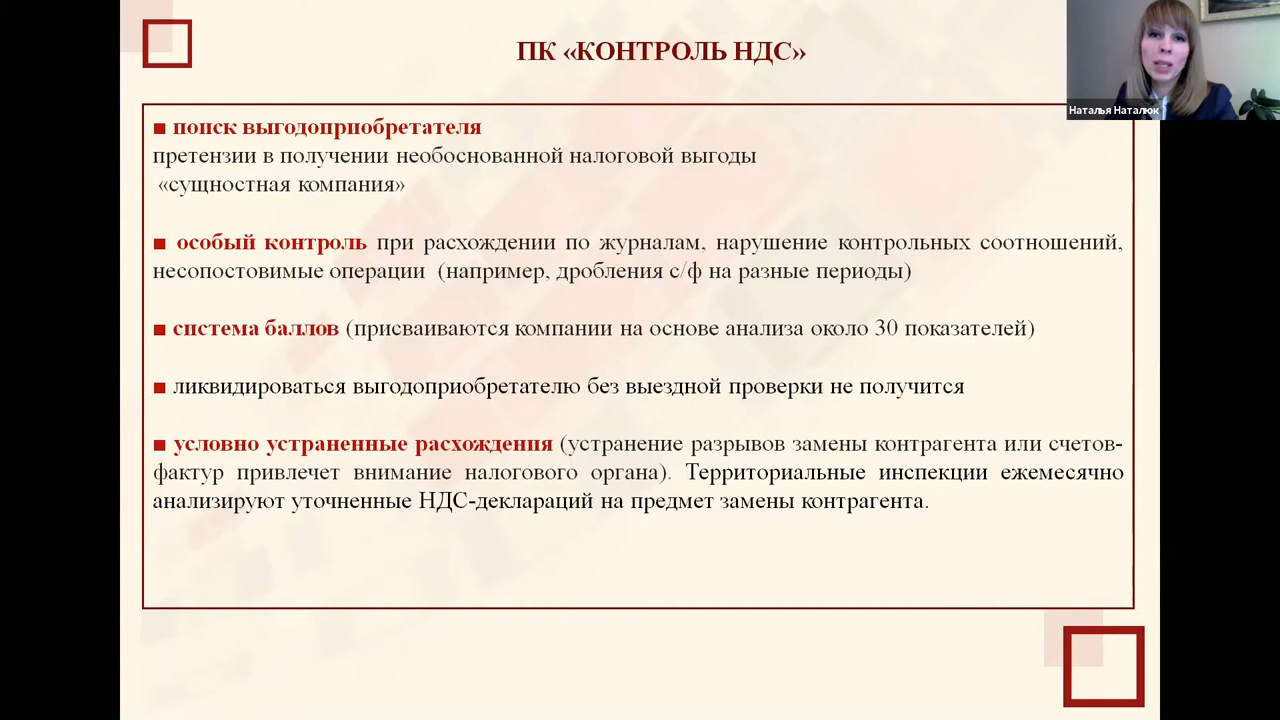 ПК «КОНТРОЛЬ НДС»
Наталья Наталюк
■ поиск выгодоприобретателя
претензии в получении необоснованной налоговой выгоды
«сущностная компания»
■ особый контроль при расхождении по журналам, нарушение контрольных соотношений,
несопостовимые операции (например, дробления с/ф на разные периоды)
■ система баллов (присваиваются компании на основе анализа около 30 показателей)
■ ликвидироваться выгодоприобретателю без выездной проверки не получится
■ условно устраненные расхождения (устранение разрывов замены контрагента или счетов-
фактур привлечет внимание налогового органа). Территориальные инспекции ежемесячно
анализируют уточненные НДС-деклараций на предмет замены контрагента.